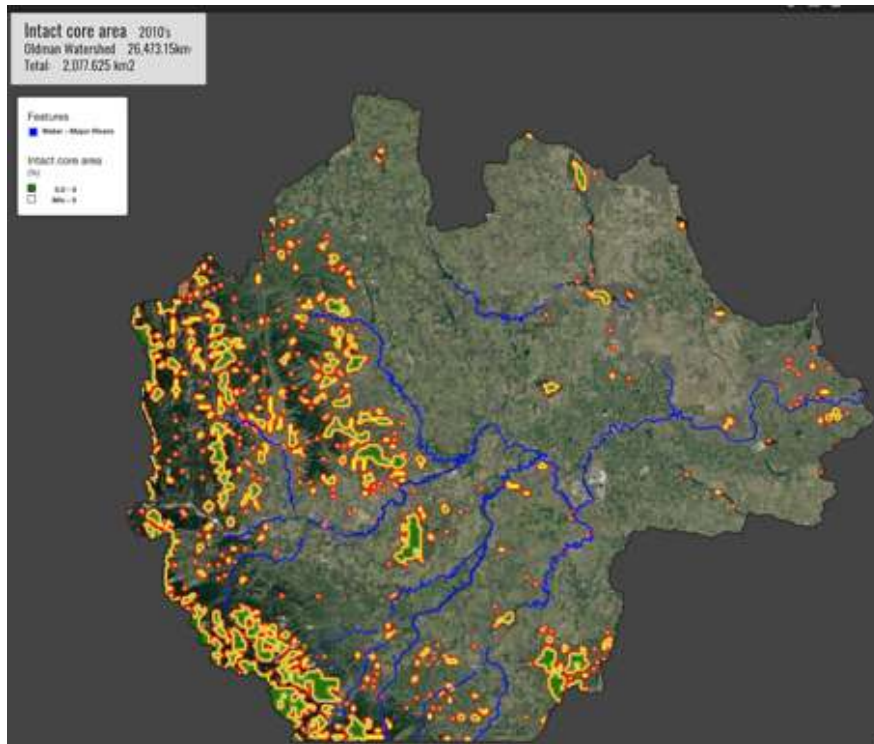 Intact core area 2010's
Oldman Watershed 26,473.15km
Total: 2,077.625 km2
Features
Water - Major Rivers
Intact core area
(%)